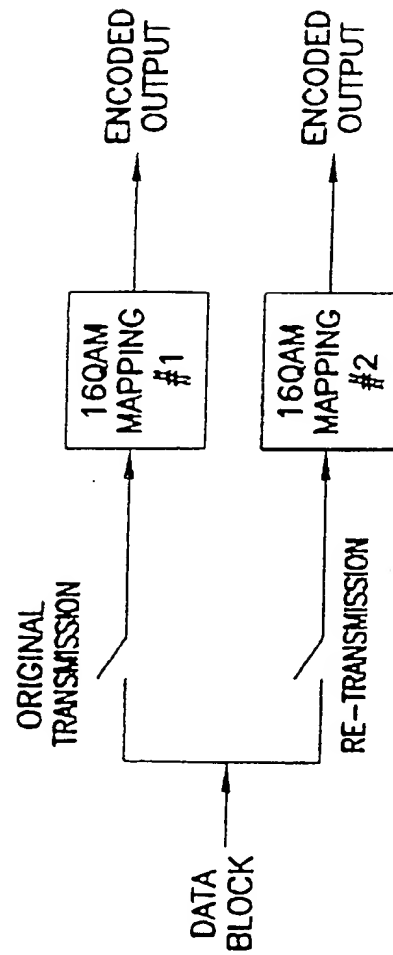 DATA
BLOCK
ORIGINAL
TRANSMISSION
16QAM
MAPPING
#1
ENCODED
OUTPUT
RE-TRANSMISSION
16QAM
MAPPING
#2
ENCODED
OUTPUT